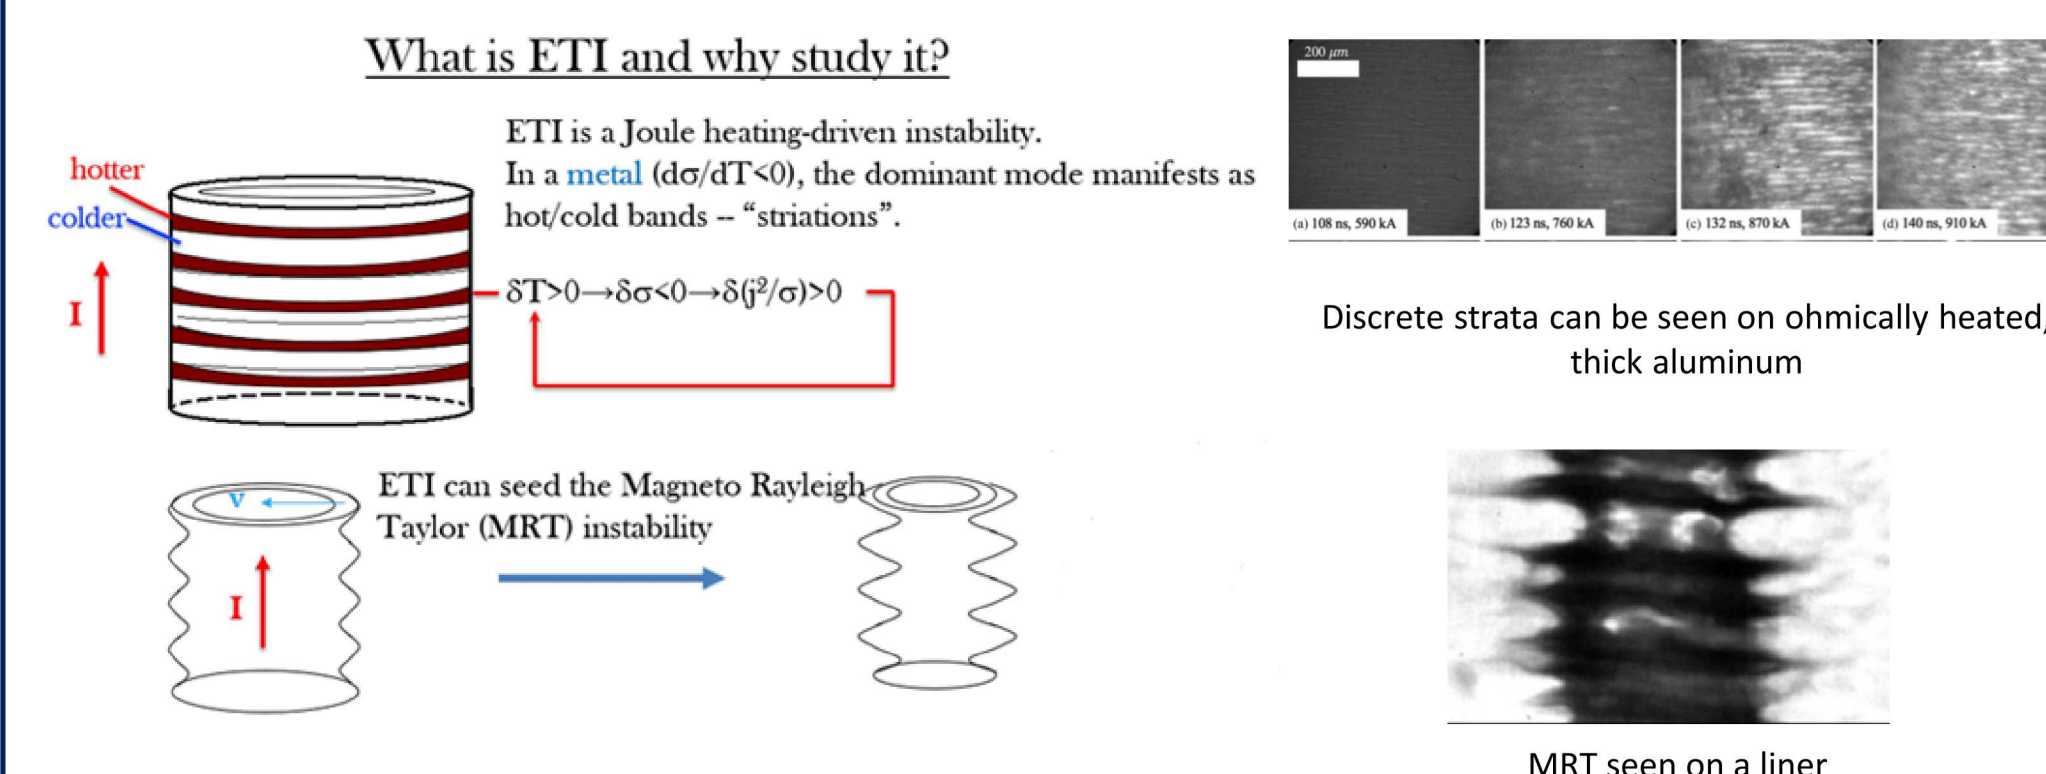 What is ETI and why study it?
ETI is a Joule heating-driven instability.
In a metal (dσ/dT<0), the dominant mode manifests as
hot/cold bands -- “striations”.
hotter
colder
I
δT>0→δσ<0→δ(j²/σ)>0
ETI can seed the Magneto Rayleigh
Taylor (MRT) instability
v
I
200 μm
(a) 108 ns, 590 kA
(b) 123 ns, 760 kA
(c) 132 ns, 870 kA
(d) 140 ns, 910 kA
Discrete strata can be seen on ohmically heated,
thick aluminum
MRT seen on a liner